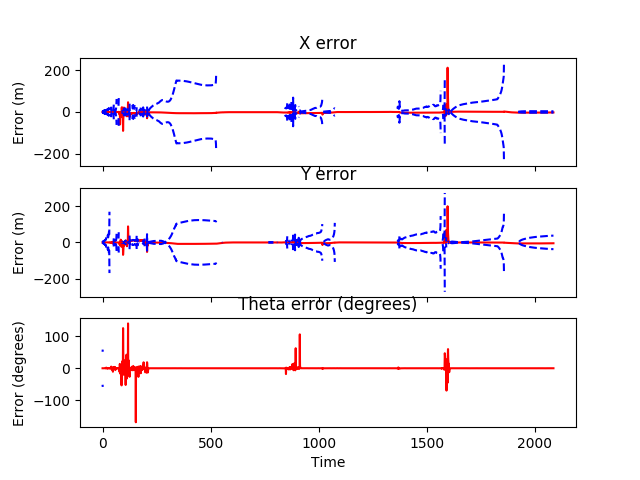 X error
Error (m)
200
0
−200
Y error
Error (m)
200
0
−200
Theta error (degrees)
Error (degrees)
100
0
−100
0 500 1000 1500 2000
Time